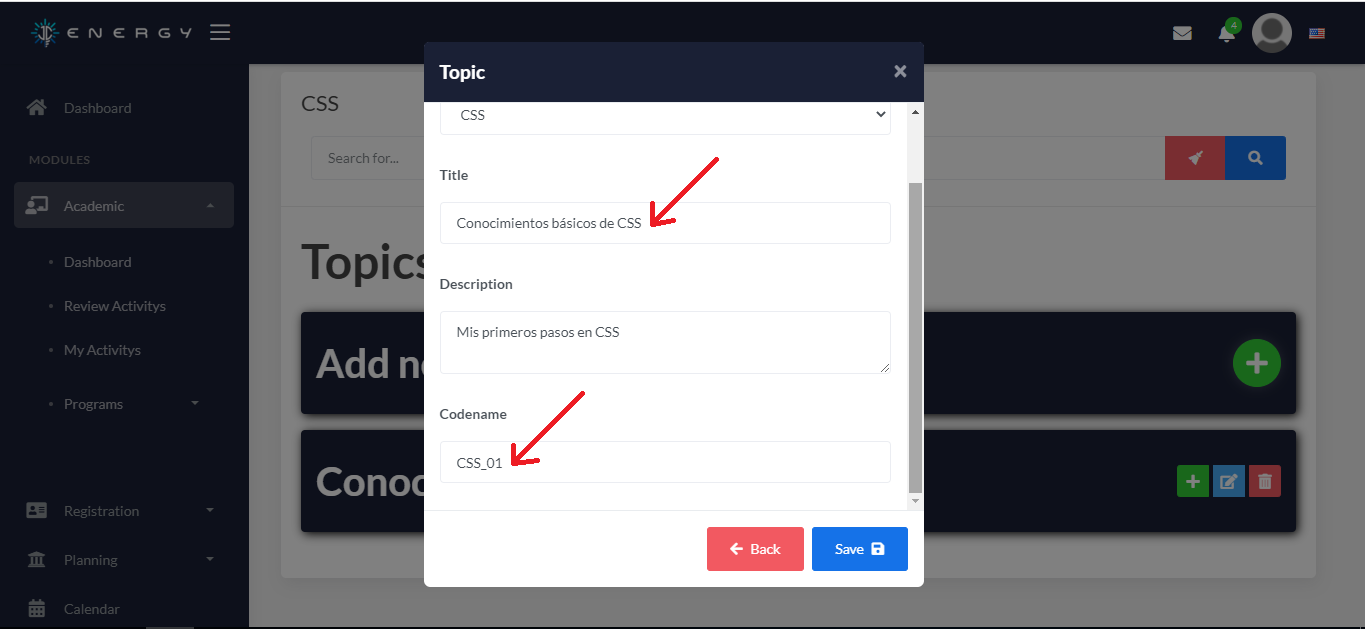 ENERGY
4
Dashboard
MODULES
Academic
Dashboard
Review Activitys
My Activitys
Programs
Registration
Planning
Calendar
CSS
Search for...
Topics
Add
Conoc
Topic
CSS
Title
Conocimientos básicos de CSS
Description
Mis primeros pasos en CSS
Codename
CSS_01
Back
Save